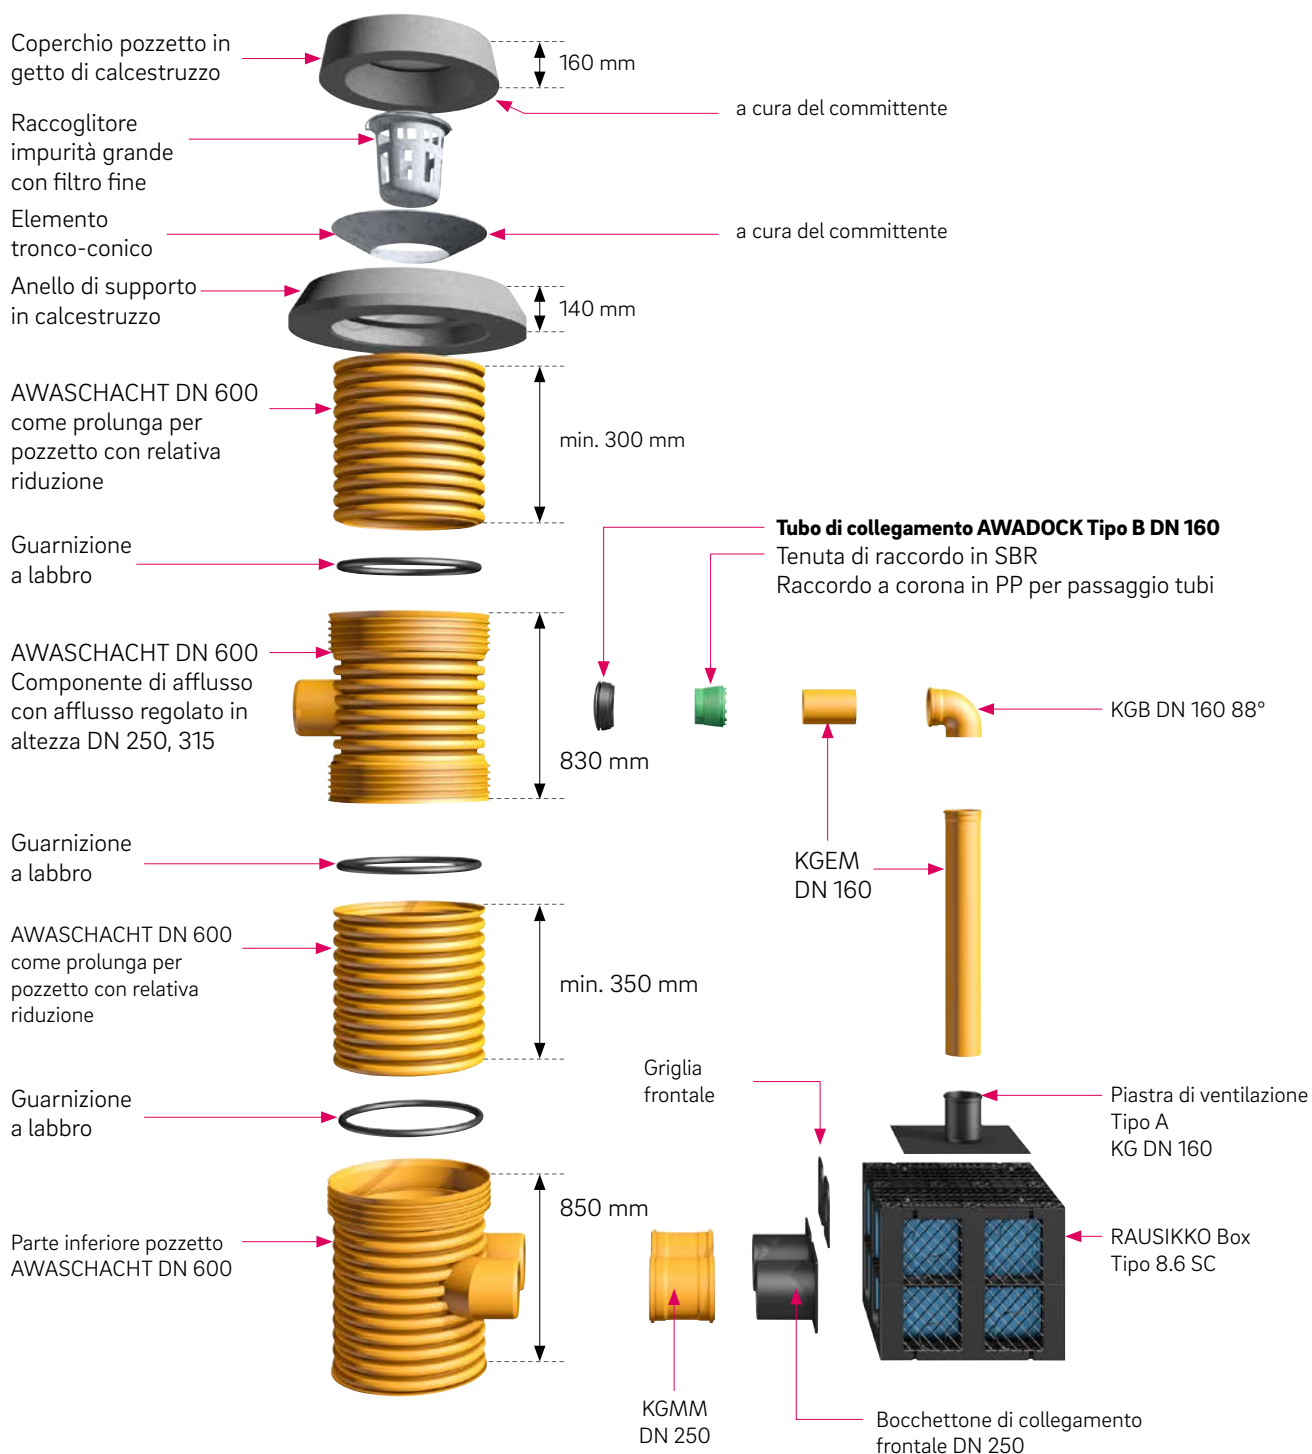 Coperchio pozzetto in
getto di calcestruzzo
160 mm
a cura del committente
Raccoglitore
impurità grande
con filtro fine
Elemento
tronco-conico
a cura del committente
Anello di supporto
in calcestruzzo
140 mm
AWASCHACHT DN 600
come prolunga per
pozzetto con relativa
riduzione
min. 300 mm
Guarnizione
a labbro
Tubo di collegamento AWADOCK Tipo B DN 160
Tenuta di raccordo in SBR
Raccordo a corona in PP per passaggio tubi
AWASCHACHT DN 600
Componente di afflusso
con afflusso regolato in
altezza DN 250, 315
830 mm
KGB DN 160 88°
KGEM
DN 160
Guarnizione
a labbro
AWASCHACHT DN 600
come prolunga per
pozzetto con relativa
riduzione
min. 350 mm
Griglia
frontale
Piastra di ventilazione
Tipo A
KG DN 160
Guarnizione
a labbro
850 mm
Parte inferiore pozzetto
AWASCHACHT DN 600
RAUSIKKO Box
Tipo 8.6 SC
KGMM
DN 250
Bocchettone di collegamento
frontale DN 250